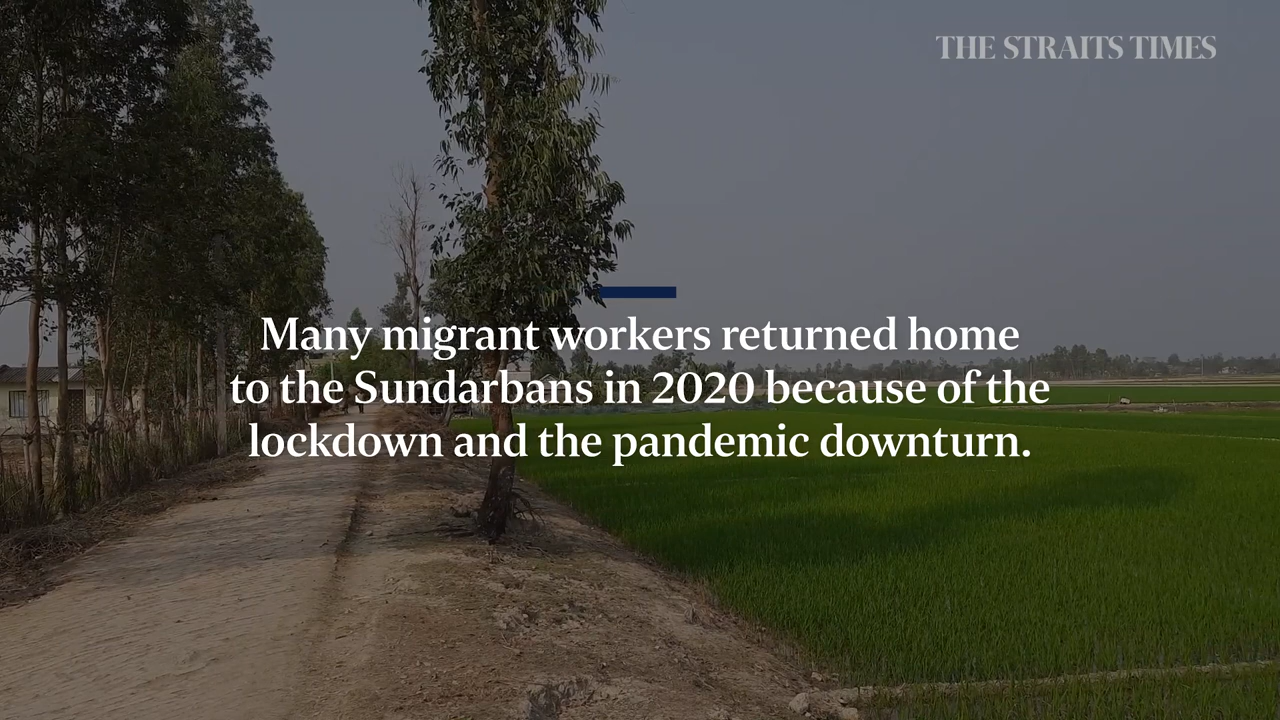 THE STRAITS TIMES
Many migrant workers returned home
to the Sundarbans in 2020 because of the
lockdown and the pandemic downturn.